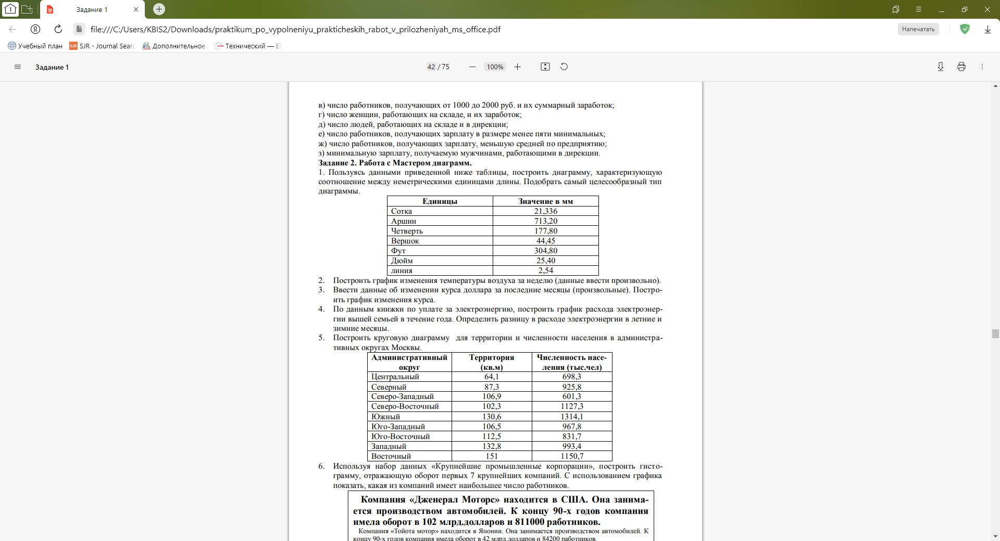 1
Задание 1
file:///C:/Users/KBIS2/Downloads/praktikum_po_vypolneniyu_prakticheskih_rabot_v_prilozheniyah_ms_office.pdf
Напечатать
Учебный план
SJR SJR - Journal Searc
Дополнительное
Технический — Е
Задание 1
42 / 75
100%
в) число работников, получающих от 1000 до 2000 руб. и их суммарный заработок;
г) число женщин, работающих на складе, и их заработок;
д) число людей, работающих на складе и в дирекции;
е) число работников, получающих зарплату в размере менее пяти минимальных;
ж) число работников, получающих зарплату, меньшую средней по предприятию;
з) минимальную зарплату, получаемую мужчинами, работающими в дирекции.
Задание 2. Работа с Мастером диаграмм.
1. Пользуясь данными приведенной ниже таблицы, построить диаграмму, характеризующую
соотношение между неметрическими единицами длины. Подобрать самый целесообразный тип
диаграммы.
Единицы Значение в мм
Сотка 21,336
Аршин 713,20
Четверть 177,80
Вершок 44,45
Фут 304,80
Дюйм 25,40
линия 2,54
2. Построить график изменения температуры воздуха за неделю (данные ввести произвольно).
3. Ввести данные об изменении курса доллара за последние месяцы (произвольные). Постро-
ить график изменения курса.
4. По данным книжки по уплате за электроэнергию, построить график расхода электроэнер-
гии вышей семьей в течение года. Определить разницу в расходе электроэнергии в летние и
зимние месяцы.
5. Построить круговую диаграмму для территории и численности населения в администра-
тивных округах Москвы.
Административный Территория Численность насе-
округ (кв.м) ления (тыс.чел)
Центральный 64,1 698,3
Северный 87,3 925,8
Северо-Западный 106,9 601,3
Северо-Восточный 102,3 1127,3
Южный 130,6 1314,1
Юго-Западный 106,5 967,8
Юго-Восточный 112,5 831,7
Западный 132,8 993,4
Восточный 151 1150,7
6. Используя набор данных «Крупнейшие промышленные корпорации», построить гисто-
грамму, отражающую оборот первых 7 крупнейших компаний. С использованием графика
показать, какая из компаний имеет наибольшее число работников.
Компания «Дженерал Моторс» находится в США. Она занима-
ется производством автомобилей. К концу 90-х годов компания
имела оборот в 102 млрд.долларов и 811000 работников.
Компания «Тойота мотор» находится в Японии. Она занимается производством автомобилей. К
концу 90-х годов компания имела оборот в 42 млрд.долларов и 84200 работников.